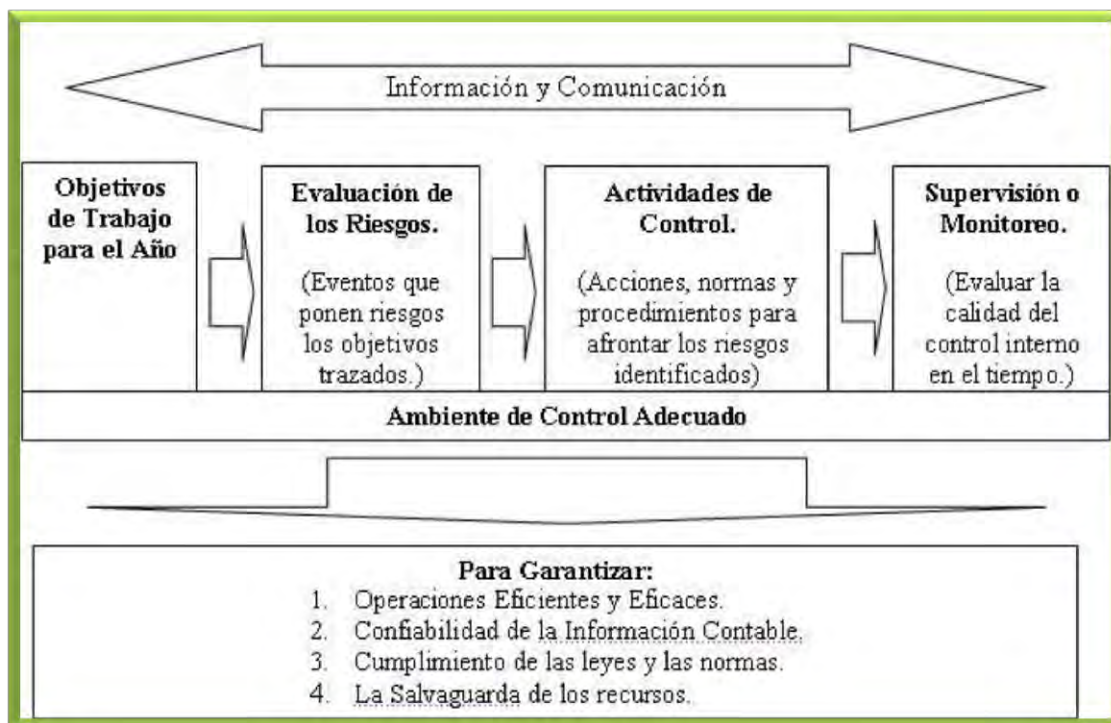 Información y Comunicación
Objetivos
de Trabajo
para el Año
Evaluación de
los Riesgos.
(Eventos que
ponen riesgos
los objetivos
trazados.)
Actividades de
Control.
(Acciones, normas y
procedimientos para
afrontar los riesgos
identificados)
Supervisión o
Monitoreo.
(Evaluar la
calidad del
control interno
en el tiempo.)
Ambiente de Control Adecuado
Para Garantizar:
1. Operaciones Eficientes y Eficaces.
2. Confiabilidad de la Información Contable.
3. Cumplimiento de las leyes y las normas.
4. La Salvaguarda de los recursos.